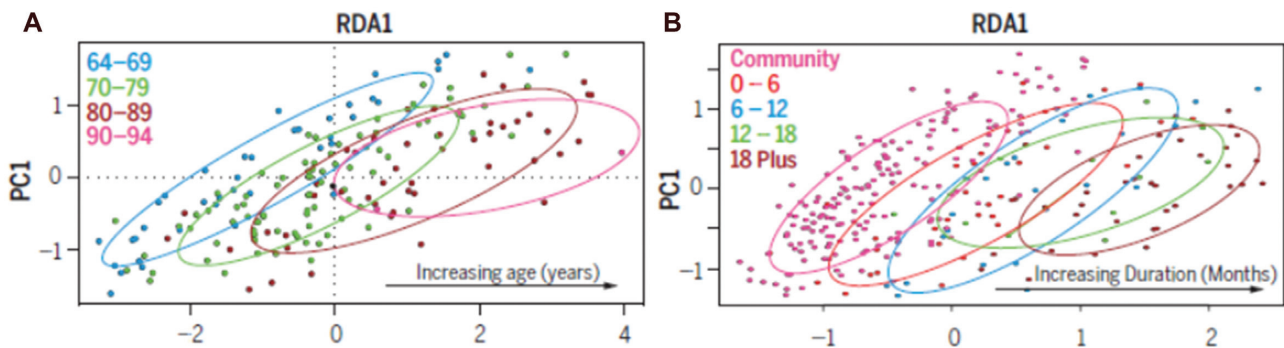 A
RDA1
64–69
70–79
80–89
90–94
PC1
1
0
−1
Increasing age (years)
−2
0
2
4
B
RDA1
Community
0 – 6
6 – 12
12 – 18
18 Plus
PC1
1
0
−1
Increasing Duration (Months)
−1
0
1
2